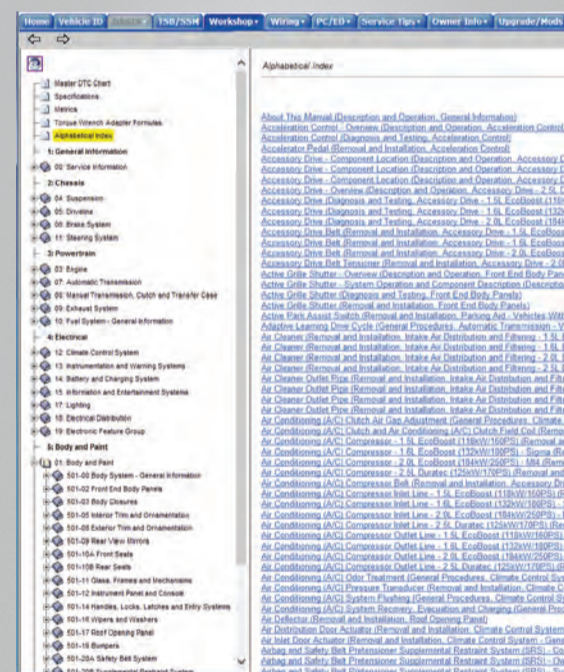 Home Vehicle ID TSB/SSM Workshop Wiring PC/ED Service Tips Owner Info Upgrade/Mods
Master DTC Chart
Specifications
Metrics
Torque Wrench Adapter Formulas
Alphabetical Index
1: General Information
00: Service Information
2: Chassis
04: Suspension
05: Driveline
06: Brake System
11: Steering System
3: Powertrain
03: Engine
07: Automatic Transmission
08: Manual Transmission, Clutch and Transfer Case
09: Exhaust System
10: Fuel System - General Information
4: Electrical
12: Climate Control System
13: Instrumentation and Warning Systems
14: Battery and Charging System
15: Information and Entertainment Systems
17: Lighting
18: Electrical Distribution
19: Electronic Feature Group
5: Body and Paint
01: Body and Paint
501-00 Body System - General Information
501-02 Front End Body Panels
501-03 Body Closures
501-05 Interior Trim and Ornamentation
501-08 Exterior Trim and Ornamentation
501-09 Rear View Mirrors
501-10A Front Seats
501-10B Rear Seats
501-11 Glass, Frames and Mechanisms
501-12 Instrument Panel and Console
501-14 Handles, Locks, Latches and Entry Systems
501-16 Wipers and Washers
501-17 Roof Opening Panel
501-19 Bumpers
501-20A Safety Belt System
501-20B Supplemental Restraint System
Alphabetical Index
About This Manual (Description and Operation, General Information)
Acceleration Control - Overview (Description and Operation, Acceleration Control)
Acceleration Control (Diagnosis and Testing, Acceleration Control)
Accelerator Pedal (Removal and Installation, Acceleration Control)
Accessory Drive - Component Location (Description and Operation, Accessory
Accessory Drive - Component Location (Description and Operation, Accessory
Accessory Drive - Component Location (Description and Operation, Accessory
Accessory Drive - Overview (Description and Operation, Accessory Drive - 2.5L
Accessory Drive (Diagnosis and Testing, Accessory Drive - 1.5L EcoBoost
Accessory Drive (Diagnosis and Testing, Accessory Drive - 1.6L EcoBoost
Accessory Drive (Diagnosis and Testing, Accessory Drive - 2.0L EcoBoost
Accessory Drive Belt (Removal and Installation, Accessory Drive - 1.5L
Accessory Drive Belt (Removal and Installation, Accessory Drive - 1.6L
Accessory Drive Belt (Removal and Installation, Accessory Drive - 2.0L
Accessory Drive Belt Tensioner (Removal and Installation, Accessory Drive
Active Grille Shutter - Overview (Description and Operation, Front End Body
Active Grille Shutter - System Operation and Component Description
Active Grille Shutter (Diagnosis and Testing, Front End Body Panels)
Active Grille Shutter (Removal and Installation, Front End Body Panels)
Active Park Assist Switch (Removal and Installation, Parking Aid - Vehicles
Adaptive Learning Drive Cycle (General Procedures, Automatic Transmission
Air Cleaner (Removal and Installation, Intake Air Distribution and Filtering - 1.5L
Air Cleaner (Removal and Installation, Intake Air Distribution and Filtering - 1.6L
Air Cleaner (Removal and Installation, Intake Air Distribution and Filtering - 2.0L
Air Cleaner (Removal and Installation, Intake Air Distribution and Filtering - 2.5L
Air Cleaner Outlet Pipe (Removal and Installation, Intake Air Distribution and
Air Cleaner Outlet Pipe (Removal and Installation, Intake Air Distribution and
Air Cleaner Outlet Pipe (Removal and Installation, Intake Air Distribution and
Air Cleaner Outlet Pipe (Removal and Installation, Intake Air Distribution and
Air Conditioning (A/C) Clutch Air Gap Adjustment (General Procedures, Climate
Air Conditioning (A/C) Clutch and Air Conditioning (A/C) Clutch Field Coil
Air Conditioning (A/C) Compressor - 1.5L EcoBoost (118kW/160PS)
Air Conditioning (A/C) Compressor - 1.6L EcoBoost (132kW/180PS) - Sigma
Air Conditioning (A/C) Compressor - 2.0L EcoBoost (184kW/250PS) - MI4
Air Conditioning (A/C) Compressor - 2.5L Duratec (125kW/170PS)
Air Conditioning (A/C) Compressor Belt (Removal and Installation, Accessory
Air Conditioning (A/C) Compressor Inlet Line - 1.5L EcoBoost (118kW/160PS)
Air Conditioning (A/C) Compressor Inlet Line - 1.6L EcoBoost (132kW/180PS)
Air Conditioning (A/C) Compressor Inlet Line - 2.0L EcoBoost (184kW/250PS)
Air Conditioning (A/C) Compressor Inlet Line - 2.5L Duratec (125kW/170PS)
Air Conditioning (A/C) Compressor Outlet Line - 1.5L EcoBoost (118kW/160PS)
Air Conditioning (A/C) Compressor Outlet Line - 1.6L EcoBoost (132kW/180PS)
Air Conditioning (A/C) Compressor Outlet Line - 2.0L EcoBoost (184kW/250PS)
Air Conditioning (A/C) Compressor Outlet Line - 2.5L Duratec (125kW/170PS)
Air Conditioning (A/C) Odor Treatment (General Procedures, Climate Control
Air Conditioning (A/C) Pressure Transducer (Removal and Installation, Climate
Air Conditioning (A/C) System Flushing (General Procedures, Climate Control
Air Conditioning (A/C) System Recovery, Evacuation and Charging (General
Air Deflector (Removal and Installation, Roof Opening Panel)
Air Distribution Door Actuator (Removal and Installation, Climate Control
Air Inlet Door Actuator (Removal and Installation, Climate Control System
Airbag and Safety Belt Pretensioner Supplemental Restraint System (SRS)
Airbag and Safety Belt Pretensioner Supplemental Restraint System (SRS)